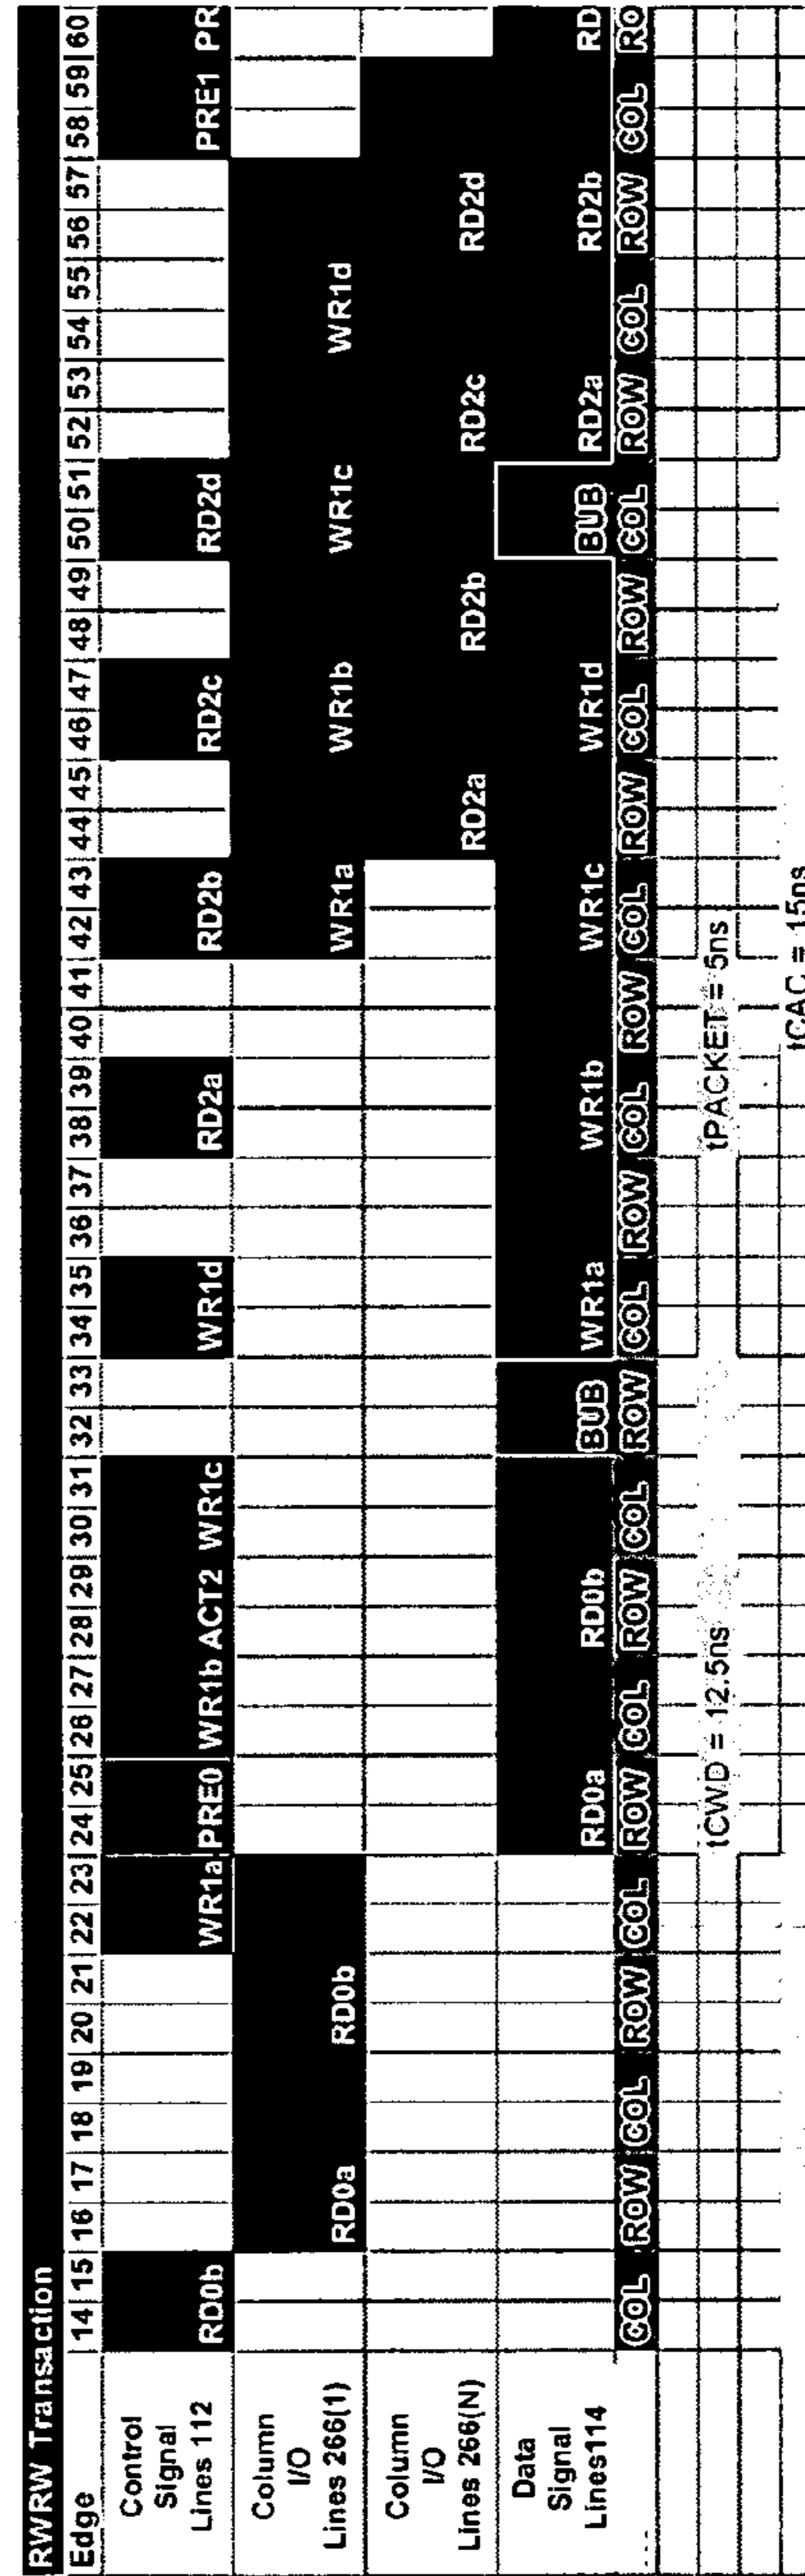 RWRW Transaction
Edge 14 15 16 17 18 19 20 21 22 23 24 25 26 27 28 29 30 31 32 33 34 35 36 37 38 39 40 41 42 43 44 45 46 47 48 49 50 51 52 53 54 55 56 57 58 59 60
Control Signal Lines 112 RD0b WR1a PRE0 WR1b ACT2 WR1c WR1d RD2a RD2b RD2c RD2d PRE1 PR
Column I/O Lines 266(1) RD0a RD0b WR1a WR1b WR1c WR1d
Column I/O Lines 266(N) RD2a RD2b RD2c RD2d
Data Signal Lines114 RD0a RD0b BUB WR1a WR1b WR1c WR1d BUB RD2a RD2b RD
COL ROW COL ROW COL ROW COL ROW COL ROW COL ROW COL ROW COL ROW COL ROW COL ROW COL ROW COL RO
tCWD = 12.5ns tPACKET = 5ns
tCAC = 15ns